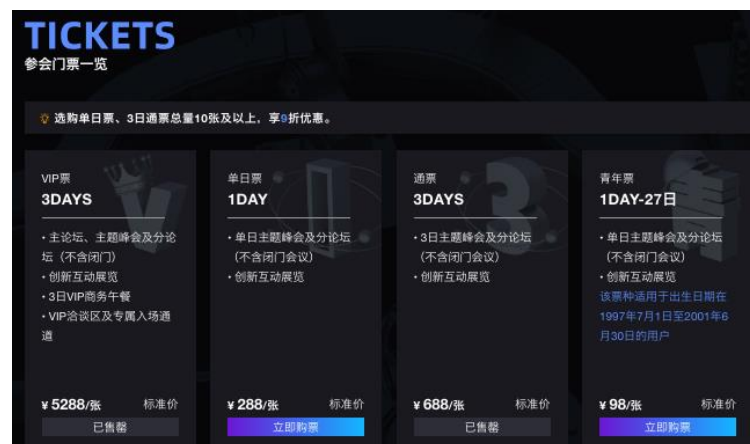 TICKETS
参会门票一览
选购单日票、3日通票总量10张及以上，享9折优惠。
VIP票
3DAYS
・主论坛、主题峰会及分论
坛（不含闭门）
・创新互动展览
・3日VIP商务午餐
・VIP洽谈区及专属入场通
道
¥ 5288/张 标准价
已售罄
单日票
1DAY
・单日主题峰会及分论坛
（不含闭门会议）
・创新互动展览
¥ 288/张 标准价
立即购票
通票
3DAYS
・3日主题峰会及分论坛
（不含闭门会议）
・创新互动展览
¥ 688/张 标准价
已售罄
青年票
1DAY-27日
・单日主题峰会及分论坛
（不含闭门会议）
・创新互动展览
该票种适用于出生日期在
1997年7月1日至2001年6
月30日的用户
¥ 98/张 标准价
立即购票